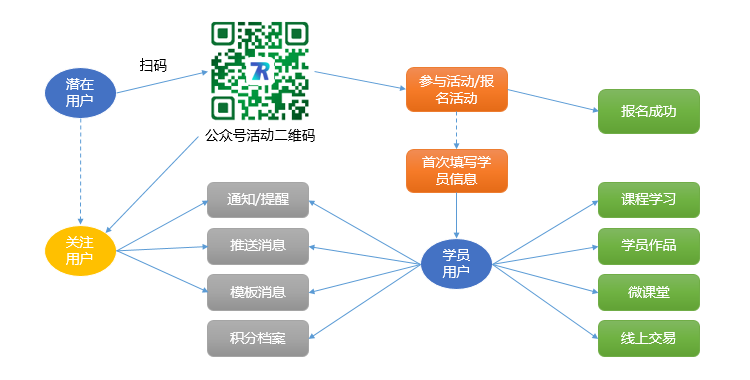 扫码
潜在
用户
7R
公众号活动二维码
参与活动/报
名活动
报名成功
首次填写学
员信息
通知/提醒
课程学习
关注
用户
推送消息
学员
用户
学员作品
模板消息
微课堂
积分档案
线上交易